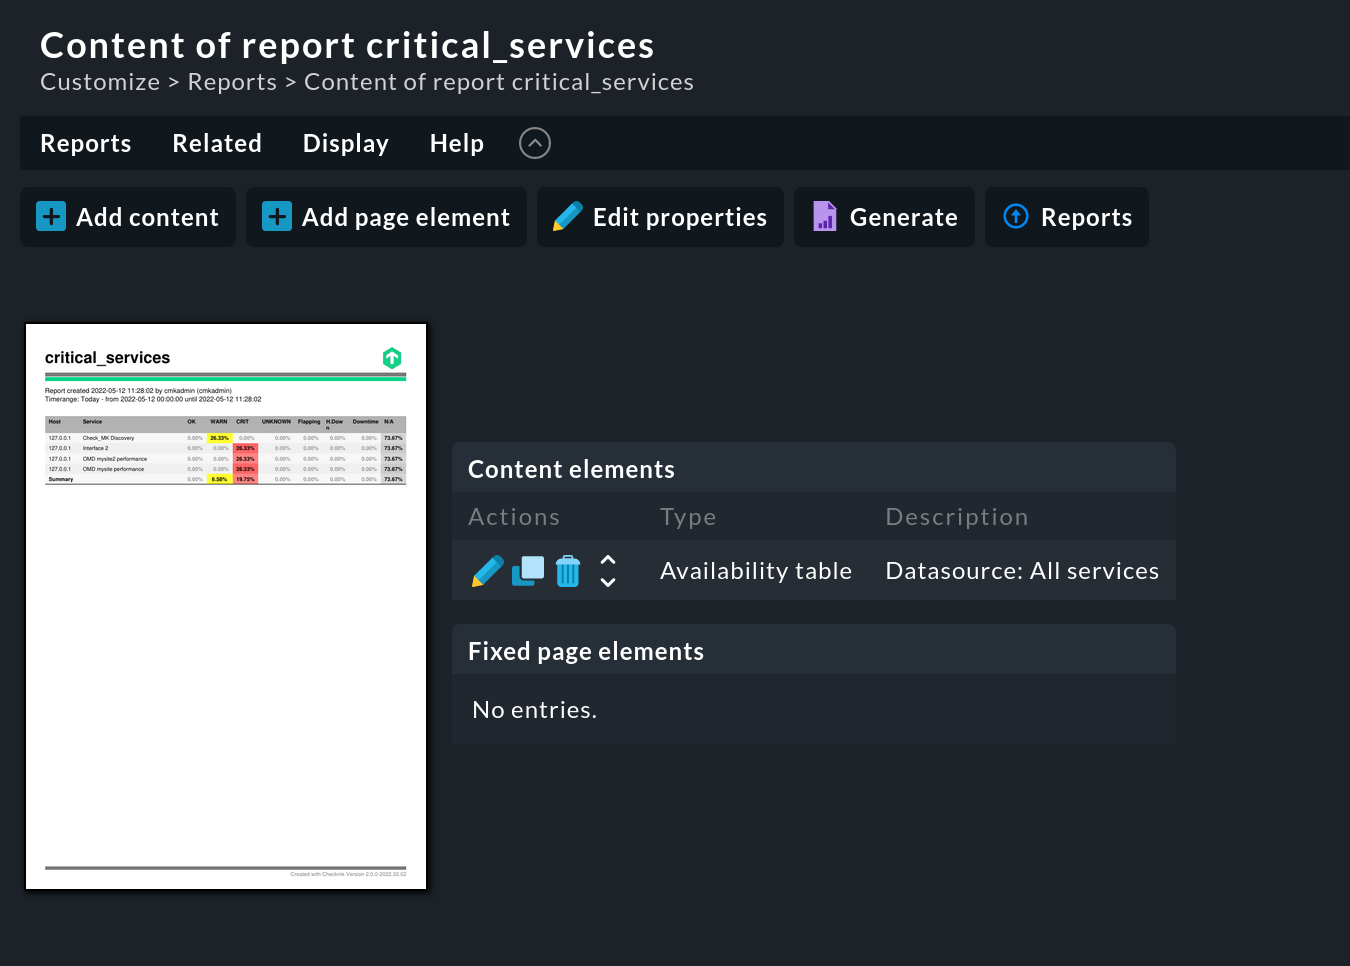 Content of report critical_services
Customize > Reports > Content of report critical_services
Reports Related Display Help
Add content Add page element Edit properties Generate Reports
critical_services
Report created 2022-05-12 11:28:02 by cmkadmin (cmkadmin)
Timerange: Today - from 2022-05-12 00:00:00 until 2022-05-12 11:28:02
Host Service OK WARN CRIT UNKNOWN Flapping H.Dow Downtime N/A
n
127.0.0.1 Check_MK Discovery 0.00% 26.33% 0.00% 0.00% 0.00% 0.00% 0.00% 73.67%
127.0.0.1 Interface 2 0.00% 0.00% 26.33% 0.00% 0.00% 0.00% 0.00% 73.67%
127.0.0.1 OMD mysite2 performance 0.00% 0.00% 26.33% 0.00% 0.00% 0.00% 0.00% 73.67%
127.0.0.1 OMD mysite performance 0.00% 0.00% 26.33% 0.00% 0.00% 0.00% 0.00% 73.67%
Summary 0.00% 6.58% 19.75% 0.00% 0.00% 0.00% 0.00% 73.67%
Created with Checkmk Version 2.0.0-2022.02.02
Content elements
Actions Type Description
Availability table Datasource: All services
Fixed page elements
No entries.